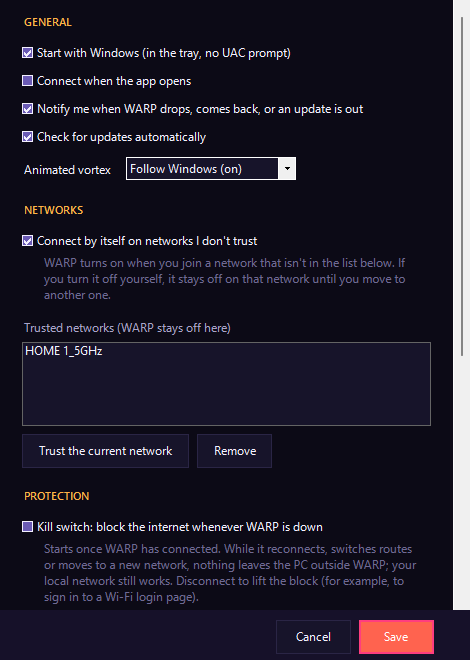 GENERAL
Start with Windows (in the tray, no UAC prompt)
Connect when the app opens
Notify me when WARP drops, comes back, or an update is out
Check for updates automatically
Animated vortex Follow Windows (on)
NETWORKS
Connect by itself on networks I don't trust
WARP turns on when you join a network that isn't in the list below. If
you turn it off yourself, it stays off on that network until you move to
another one.
Trusted networks (WARP stays off here)
HOME 1_5GHz
Trust the current network Remove
PROTECTION
Kill switch: block the internet whenever WARP is down
Starts once WARP has connected. While it reconnects, switches routes
or moves to a new network, nothing leaves the PC outside WARP; your
local network still works. Disconnect to lift the block (for example, to
sign in to a Wi-Fi login page).
Cancel Save